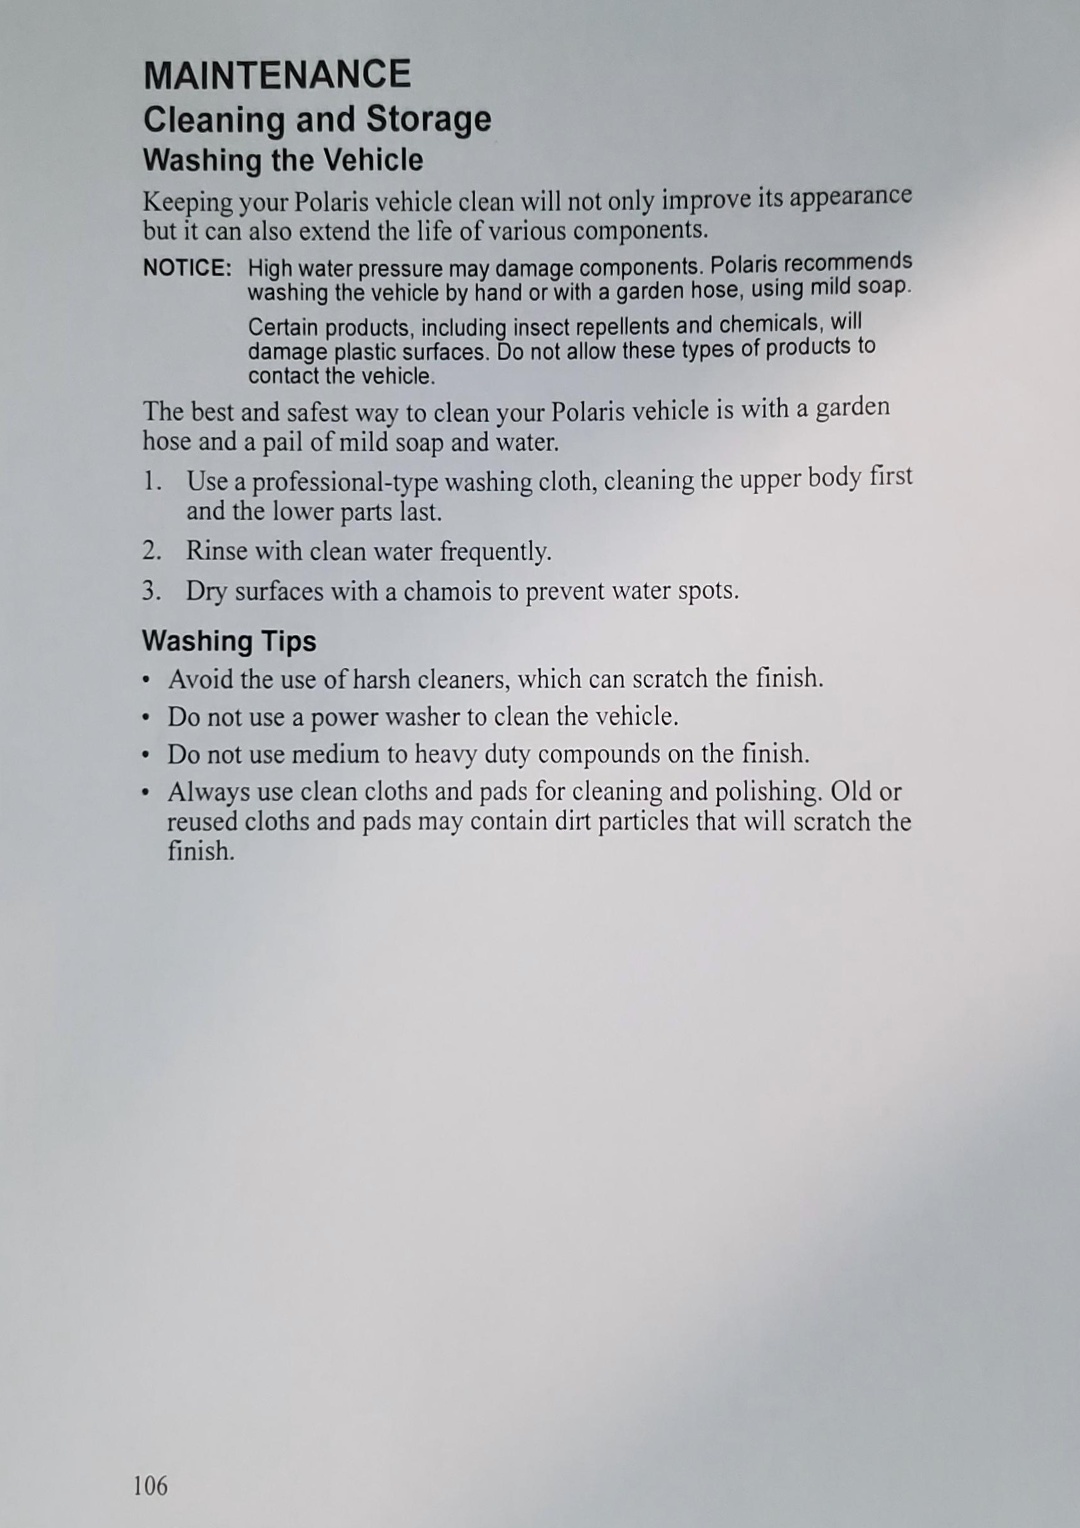 MAINTENANCE
Cleaning and Storage
Washing the Vehicle
Keeping your Polaris vehicle clean will not only improve its appearance
but it can also extend the life of various components.
NOTICE: High water pressure may damage components. Polaris recommends
washing the vehicle by hand or with a garden hose, using mild soap.
Certain products, including insect repellents and chemicals, will
damage plastic surfaces. Do not allow these types of products to
contact the vehicle.
The best and safest way to clean your Polaris vehicle is with a garden
hose and a pail of mild soap and water.
1. Use a professional-type washing cloth, cleaning the upper body first
and the lower parts last.
2. Rinse with clean water frequently.
3. Dry surfaces with a chamois to prevent water spots.
Washing Tips
• Avoid the use of harsh cleaners, which can scratch the finish.
• Do not use a power washer to clean the vehicle.
• Do not use medium to heavy duty compounds on the finish.
• Always use clean cloths and pads for cleaning and polishing. Old or
reused cloths and pads may contain dirt particles that will scratch the
finish.
106